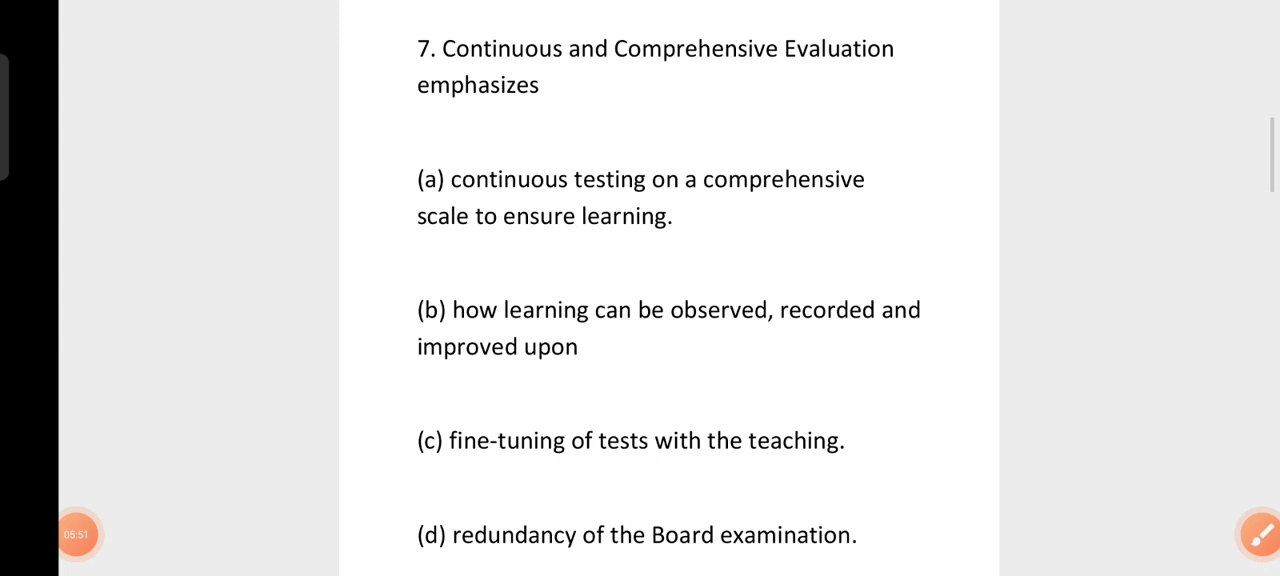 7. Continuous and Comprehensive Evaluation
emphasizes
(a) continuous testing on a comprehensive
scale to ensure learning.
(b) how learning can be observed, recorded and
improved upon
(c) fine-tuning of tests with the teaching.
(d) redundancy of the Board examination.
05:51